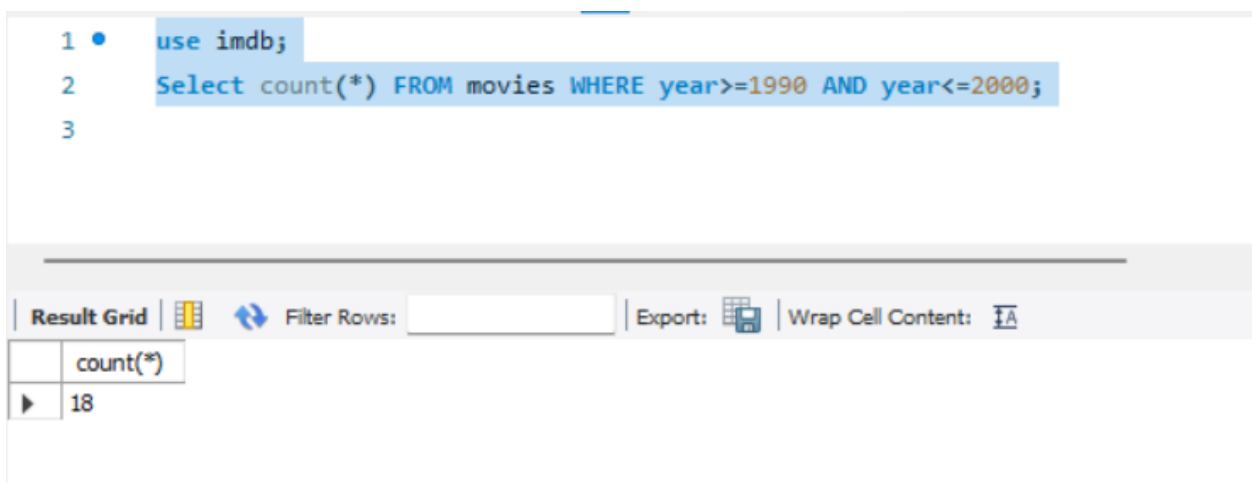 1 use imdb;
2 Select count(*) FROM movies WHERE year>=1990 AND year<=2000;
3
Result Grid Filter Rows: Export: Wrap Cell Content: IA
count(*)
18